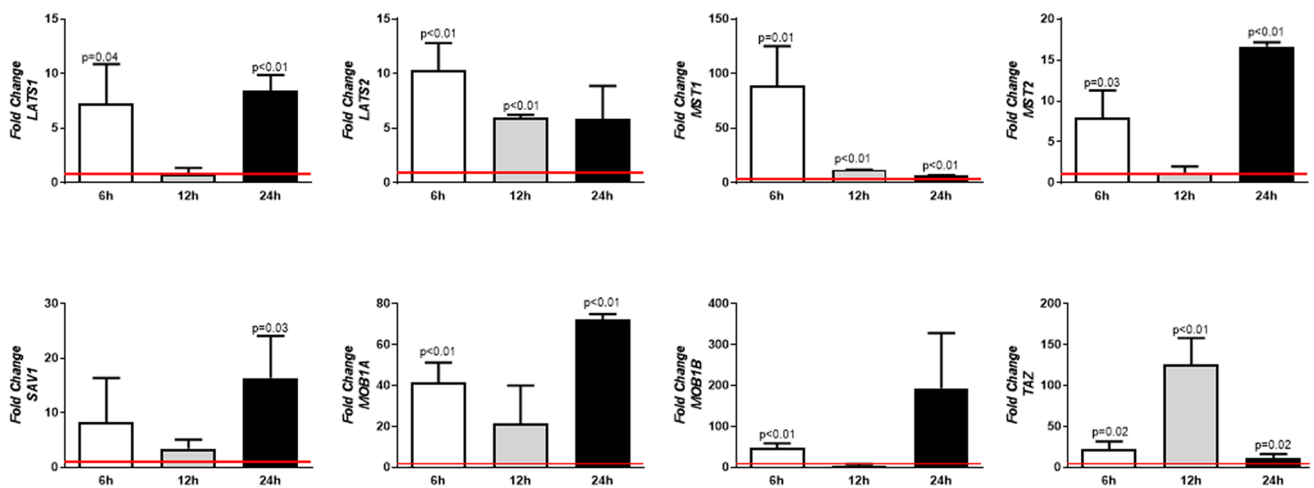 15
10
5
0
Fold Change
LATS1
p=0.04
p<0.01
6h
12h
24h
15
10
5
0
Fold Change
LATS2
p<0.01
p<0.01
6h
12h
24h
150
100
50
0
Fold Change
MST1
p=0.01
p<0.01
p<0.01
6h
12h
24h
20
15
10
5
0
Fold Change
MST2
p=0.03
p<0.01
6h
12h
24h
30
20
10
0
Fold Change
SAV1
p=0.03
6h
12h
24h
80
60
40
20
0
Fold Change
MOB1A
p<0.01
p<0.01
6h
12h
24h
400
300
200
100
0
Fold Change
MOB1B
p<0.01
6h
12h
24h
200
150
100
50
0
Fold Change
TAZ
p=0.02
p<0.01
p=0.02
6h
12h
24h